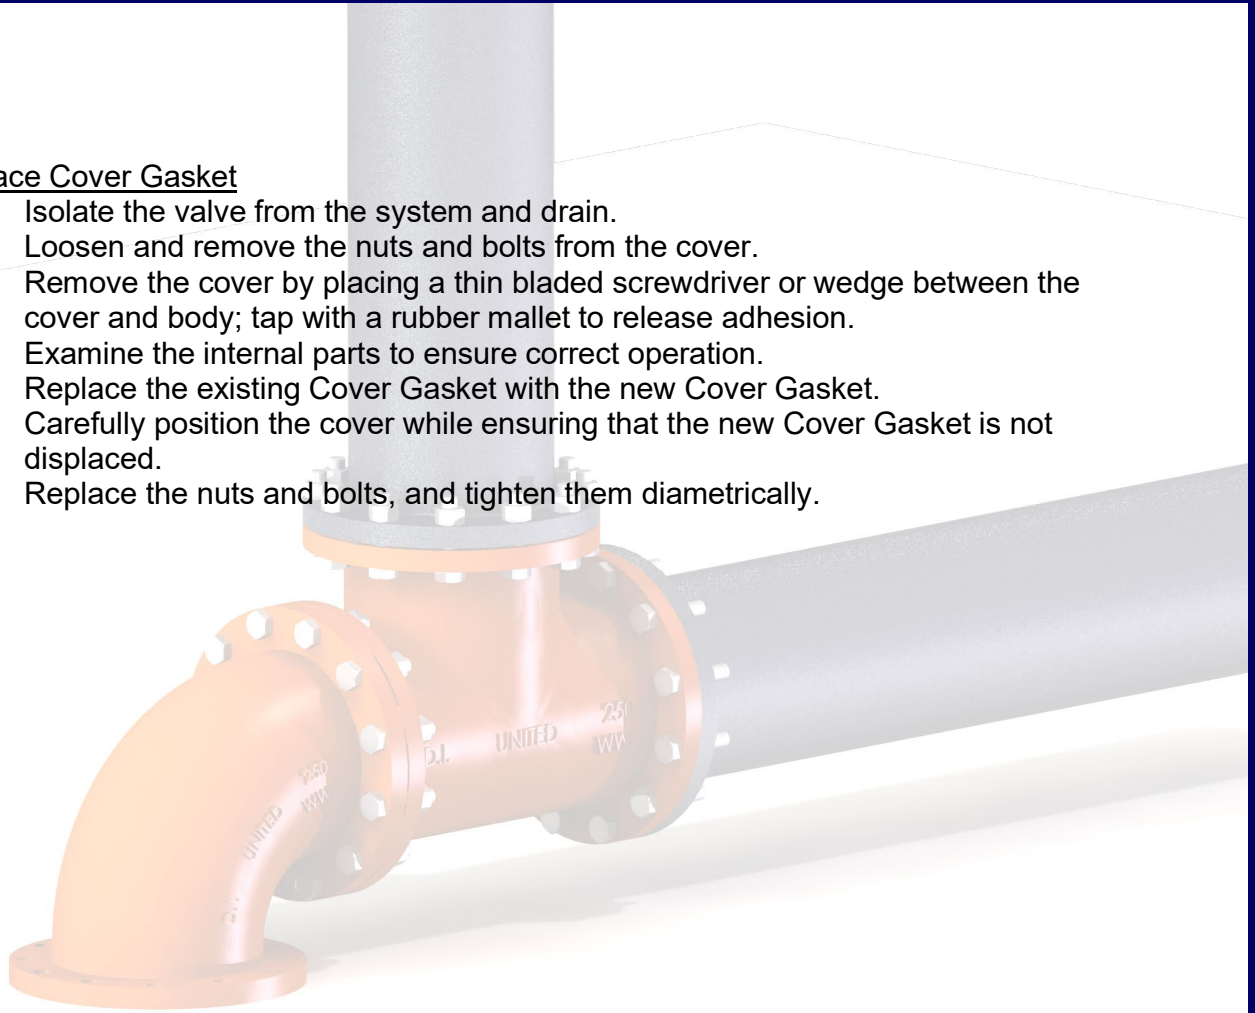 ace Cover Gasket
Isolate the valve from the system and drain.
Loosen and remove the nuts and bolts from the cover.
Remove the cover by placing a thin bladed screwdriver or wedge between the
cover and body; tap with a rubber mallet to release adhesion.
Examine the internal parts to ensure correct operation.
Replace the existing Cover Gasket with the new Cover Gasket.
Carefully position the cover while ensuring that the new Cover Gasket is not
displaced.
Replace the nuts and bolts, and tighten them diametrically.
D.I. UNITED 250
WW
D.I. UNITED 250
WW